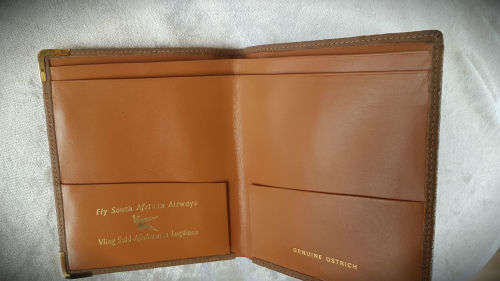 Fly South African Airways
Vlieg Suid-Afrikaanse Lugdiens
GENUINE OSTRICH